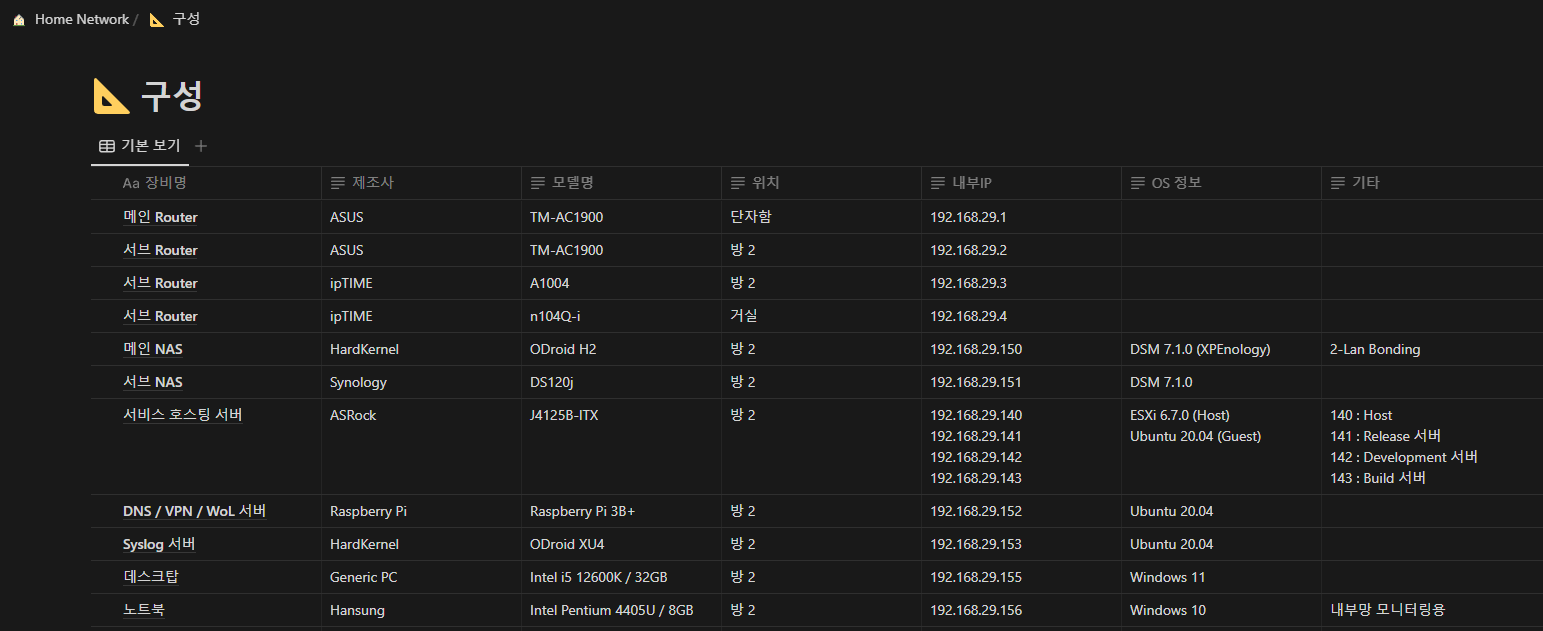 Home Network / 구성
구성
기본 보기 +
Aa 장비명 제조사 모델명 위치 내부IP OS 정보 기타
메인 Router ASUS TM-AC1900 단자함 192.168.29.1
서브 Router ASUS TM-AC1900 방 2 192.168.29.2
서브 Router ipTIME A1004 방 2 192.168.29.3
서브 Router ipTIME n104Q-i 거실 192.168.29.4
메인 NAS HardKernel ODroid H2 방 2 192.168.29.150 DSM 7.1.0 (XPEnology) 2-Lan Bonding
서브 NAS Synology DS120j 방 2 192.168.29.151 DSM 7.1.0
서비스 호스팅 서버 ASRock J4125B-ITX 방 2 192.168.29.140 ESXi 6.7.0 (Host) 140 : Host
192.168.29.141 Ubuntu 20.04 (Guest) 141 : Release 서버
192.168.29.142 142 : Development 서버
192.168.29.143 143 : Build 서버
DNS / VPN / WoL 서버 Raspberry Pi Raspberry Pi 3B+ 방 2 192.168.29.152 Ubuntu 20.04
Syslog 서버 HardKernel ODroid XU4 방 2 192.168.29.153 Ubuntu 20.04
데스크탑 Generic PC Intel i5 12600K / 32GB 방 2 192.168.29.155 Windows 11
노트북 Hansung Intel Pentium 4405U / 8GB 방 2 192.168.29.156 Windows 10 내부망 모니터링용